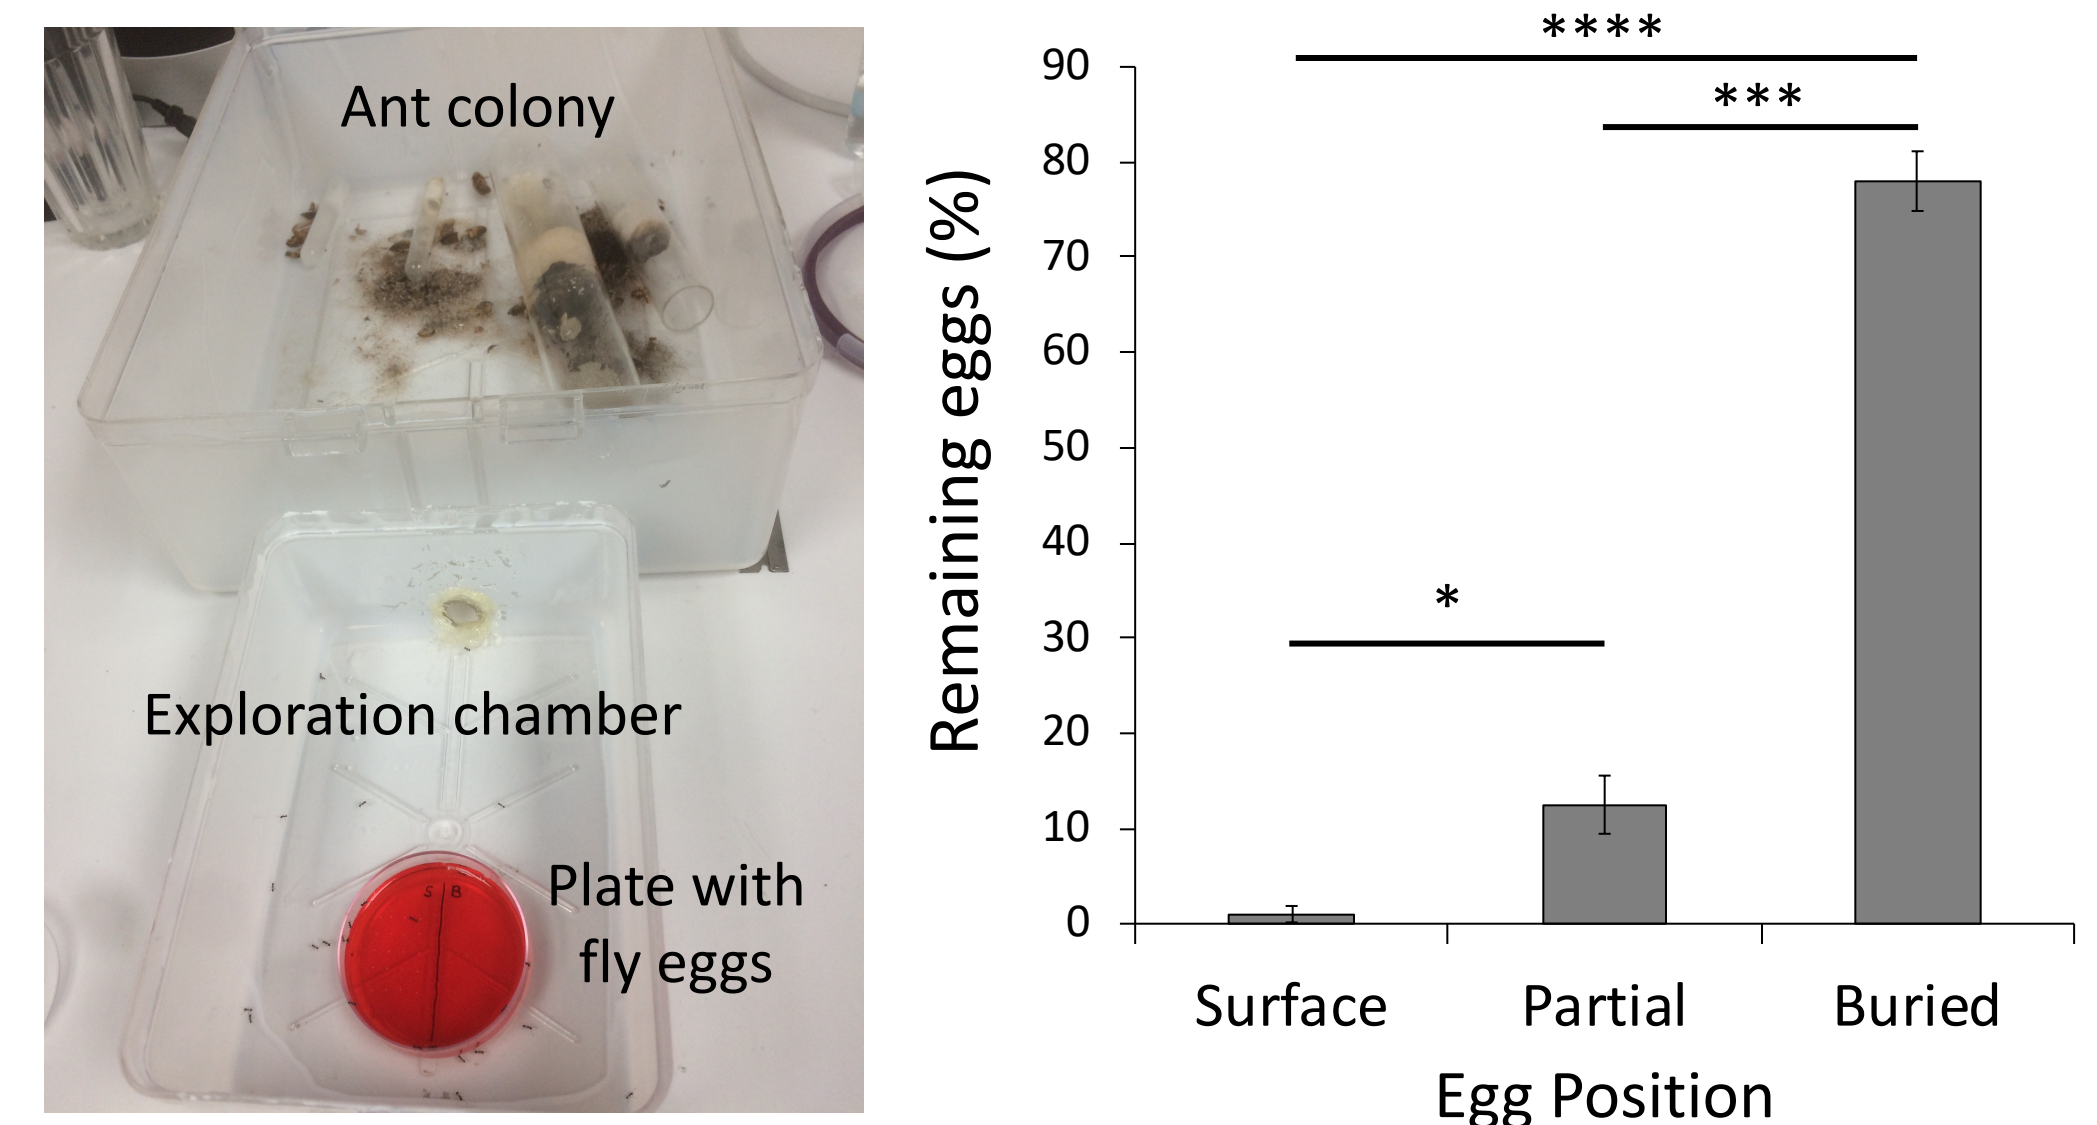 Ant colony
Exploration chamber
Plate with
fly eggs
S B
****
***
*
Remaining eggs (%)
90
80
70
60
50
40
30
20
10
0
Surface Partial Buried
Egg Position